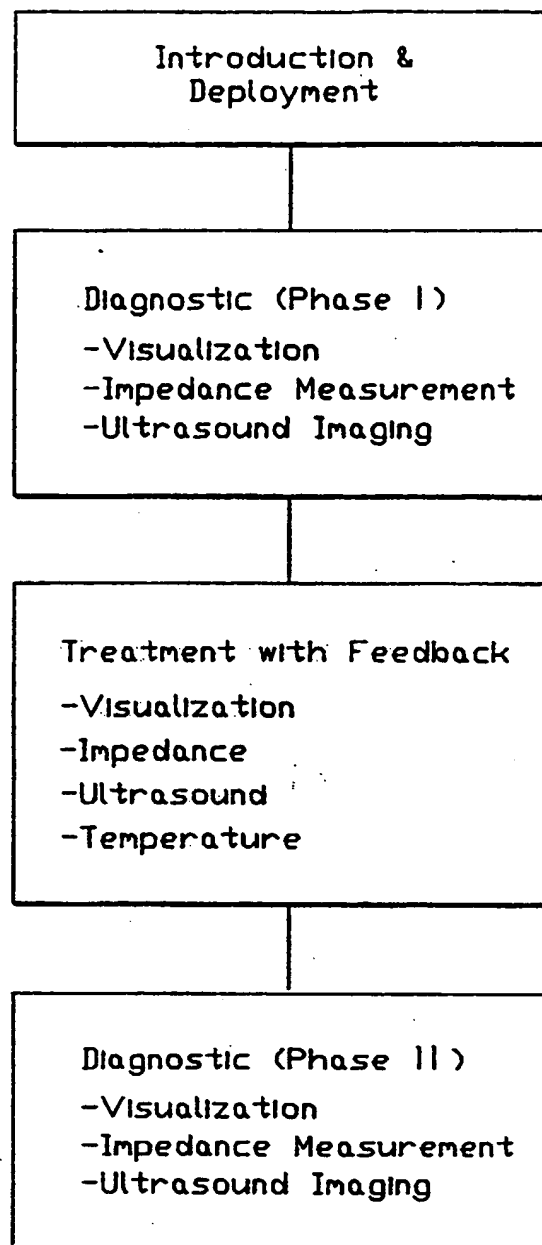 Introduction &
Deployment
Diagnostic (Phase I)
-Visualization
-Impedance Measurement
-Ultrasound Imaging
Treatment with Feedback
-Visualization
-Impedance
-Ultrasound
-Temperature
Diagnostic (Phase II)
-Visualization
-Impedance Measurement
-Ultrasound Imaging